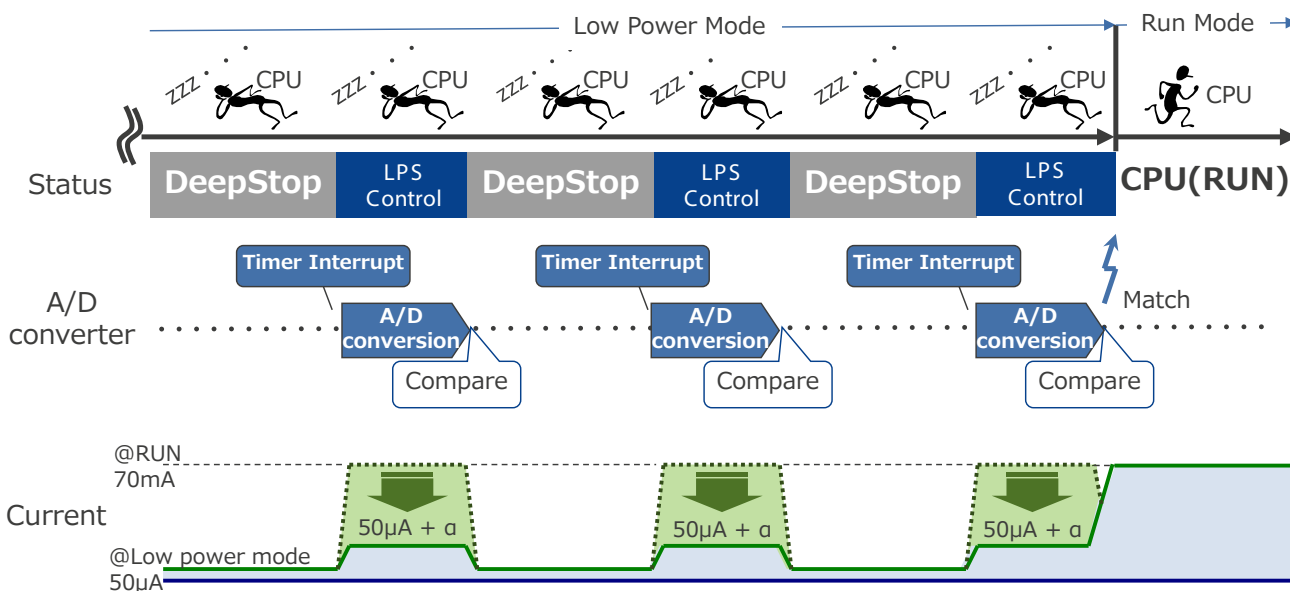 Low Power Mode
Run Mode
ZZZ CPU
ZZZ CPU
ZZZ CPU
ZZZ CPU
ZZZ CPU
ZZZ CPU
CPU
Status
DeepStop
LPS
Control
DeepStop
LPS
Control
DeepStop
LPS
Control
CPU(RUN)
Timer Interrupt
Timer Interrupt
Timer Interrupt
A/D
converter
A/D
conversion
A/D
conversion
A/D
conversion
Match
Compare
Compare
Compare
@RUN
70mA
Current
50μA + α
50μA + α
50μA + α
@Low power mode
50μA